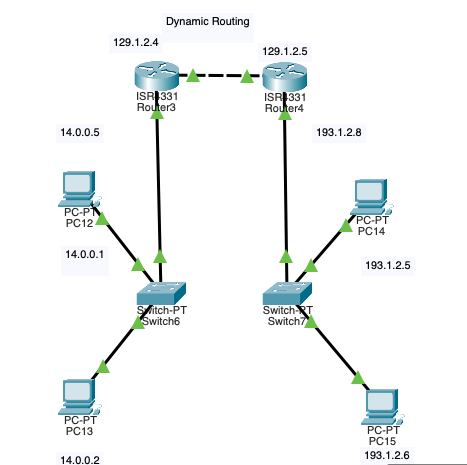 Dynamic Routing
129.1.2.4
129.1.2.5
ISR4331
Router3
ISR4331
Router4
14.0.0.5
193.1.2.8
PC-PT
PC12
PC-PT
PC14
14.0.0.1
193.1.2.5
Switch-PT
Switch6
Switch-PT
Switch7
PC-PT
PC13
PC-PT
PC15
14.0.0.2
193.1.2.6